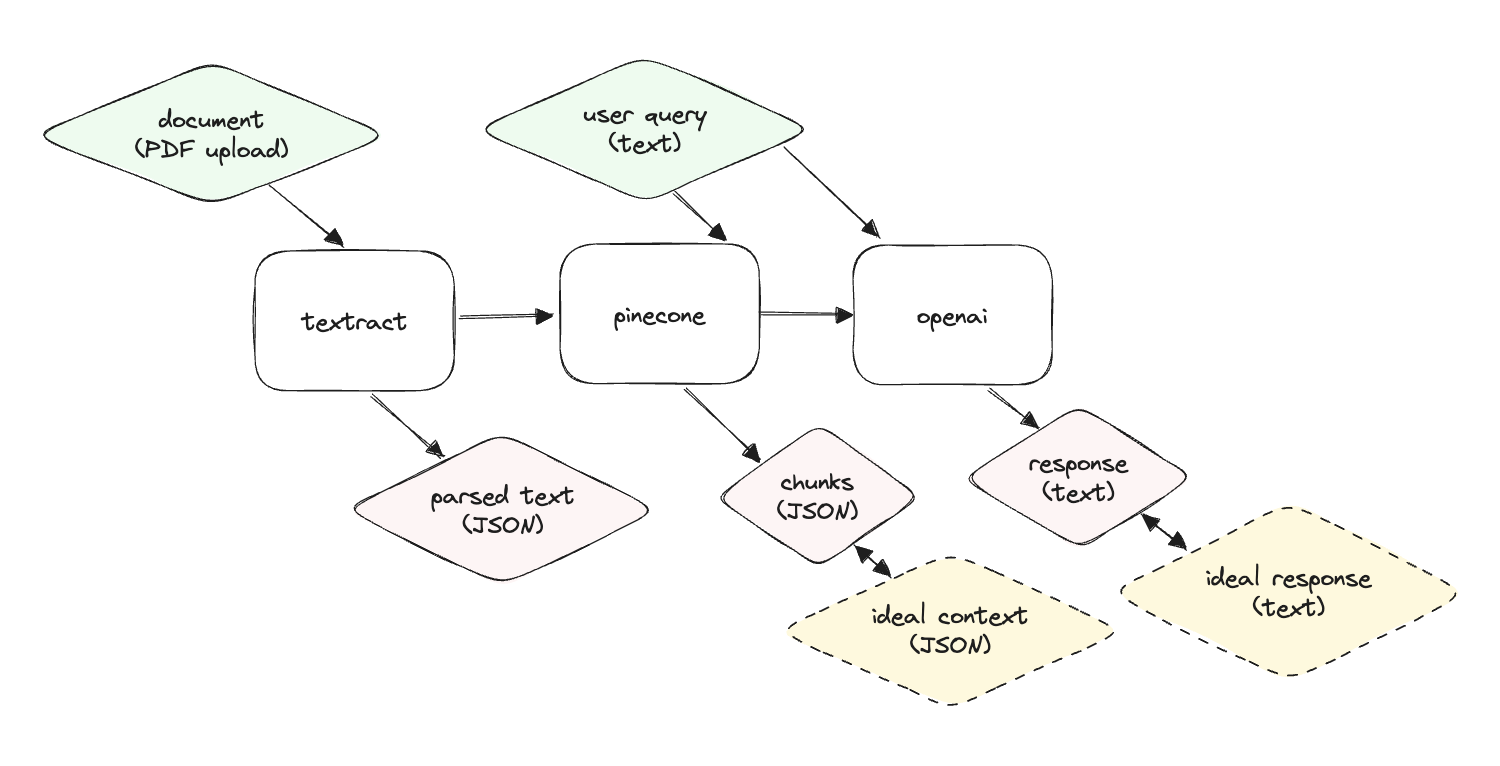 document
(PDF upload)
user query
(text)
textract
pinecone
openai
parsed text
(JSON)
chunks
(JSON)
response
(text)
ideal context
(JSON)
ideal response
(text)